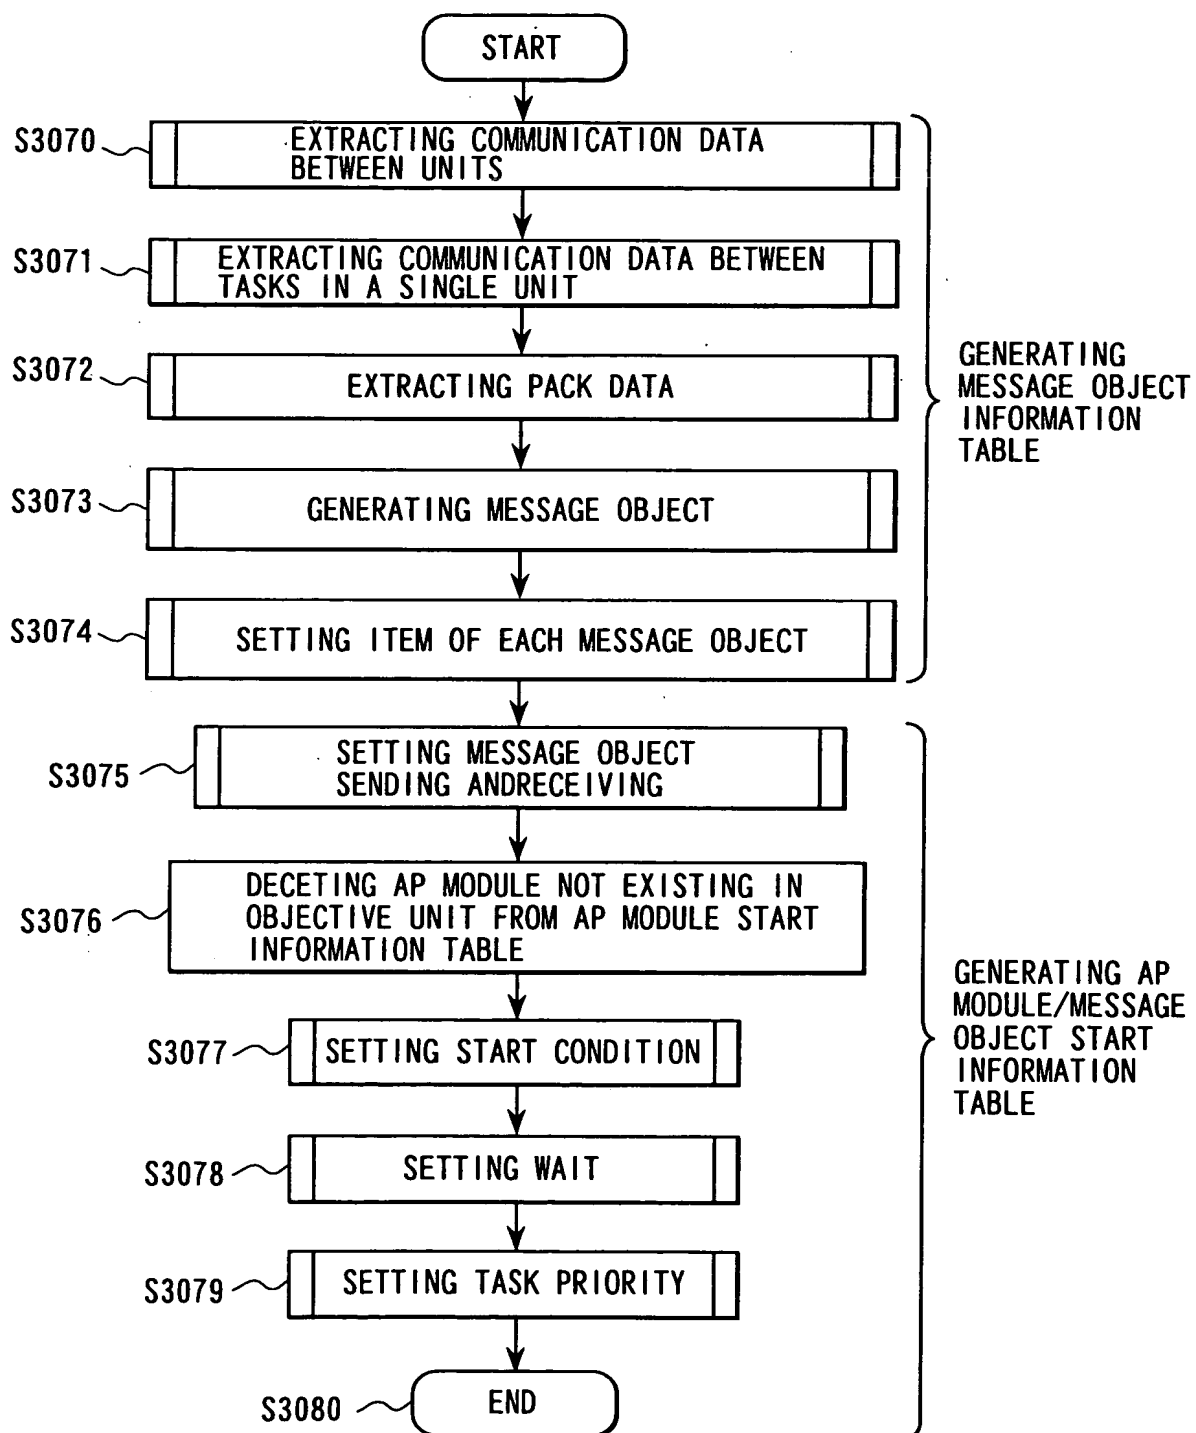 START
S3070
EXTRACTING COMMUNICATION DATA
BETWEEN UNITS
S3071
EXTRACTING COMMUNICATION DATA BETWEEN
TASKS IN A SINGLE UNIT
S3072
EXTRACTING PACK DATA
GENERATING
MESSAGE OBJECT
INFORMATION
TABLE
S3073
GENERATING MESSAGE OBJECT
S3074
SETTING ITEM OF EACH MESSAGE OBJECT
S3075
SETTING MESSAGE OBJECT
SENDING ANDRECEIVING
S3076
DECETING AP MODULE NOT EXISTING IN
OBJECTIVE UNIT FROM AP MODULE START
INFORMATION TABLE
GENERATING AP
MODULE/MESSAGE
OBJECT START
INFORMATION
TABLE
S3077
SETTING START CONDITION
S3078
SETTING WAIT
S3079
SETTING TASK PRIORITY
S3080
END